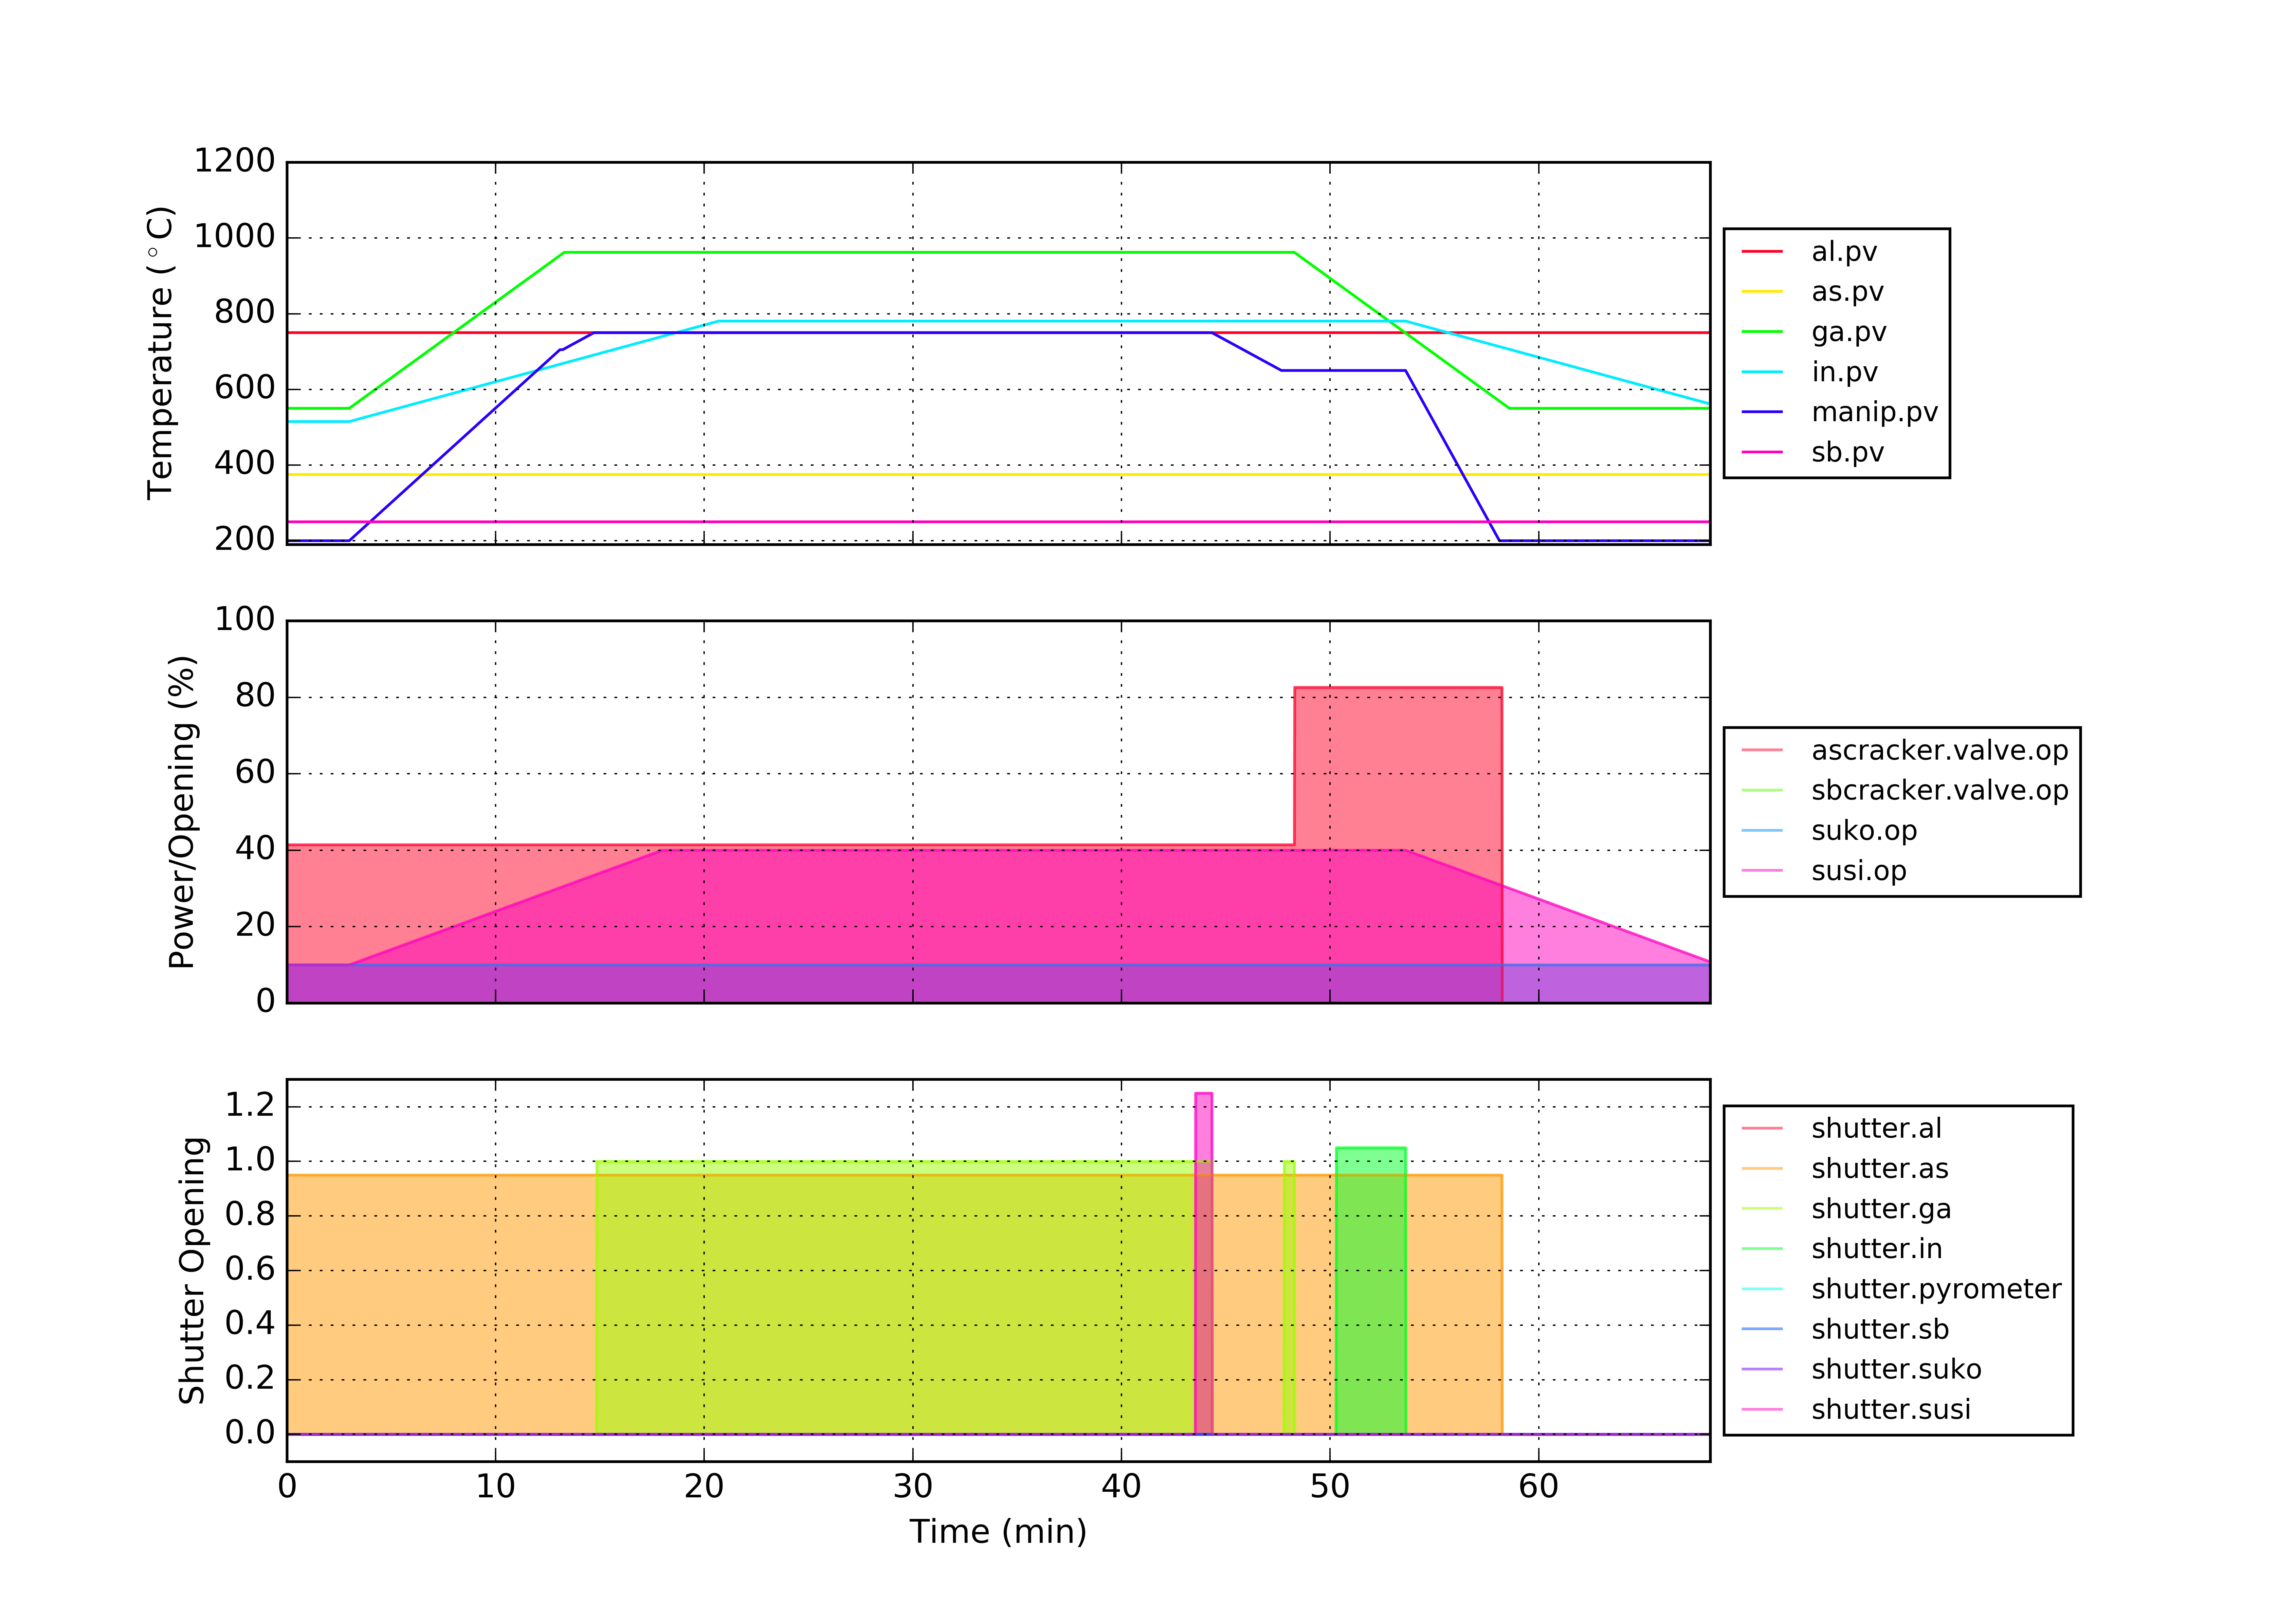 Temperature (°C)
1200
1000
800
600
400
200
al.pv
as.pv
ga.pv
in.pv
manip.pv
sb.pv
Power/Opening (%)
100
80
60
40
20
0
ascracker.valve.op
sbcracker.valve.op
suko.op
susi.op
Shutter Opening
1.2
1.0
0.8
0.6
0.4
0.2
0.0
shutter.al
shutter.as
shutter.ga
shutter.in
shutter.pyrometer
shutter.sb
shutter.suko
shutter.susi
0 10 20 30 40 50 60
Time (min)